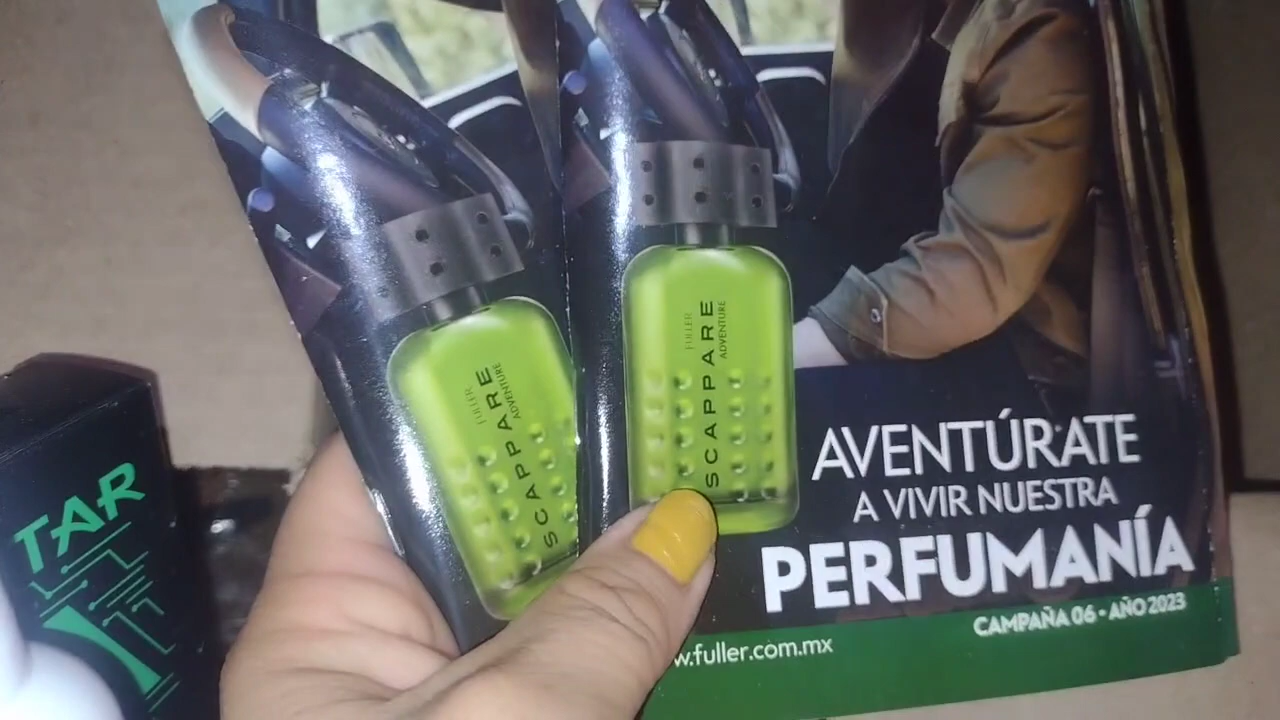 FULLER
SCAPPARE
ADVENTURE
FULLER
SCAPPARE
ADVENTURE
AVENTÚRATE
A VIVIR NUESTRA
PERFUMANÍA
CAMPAÑA 06 - AÑO 2023
w.fuller.com.mx
TAR